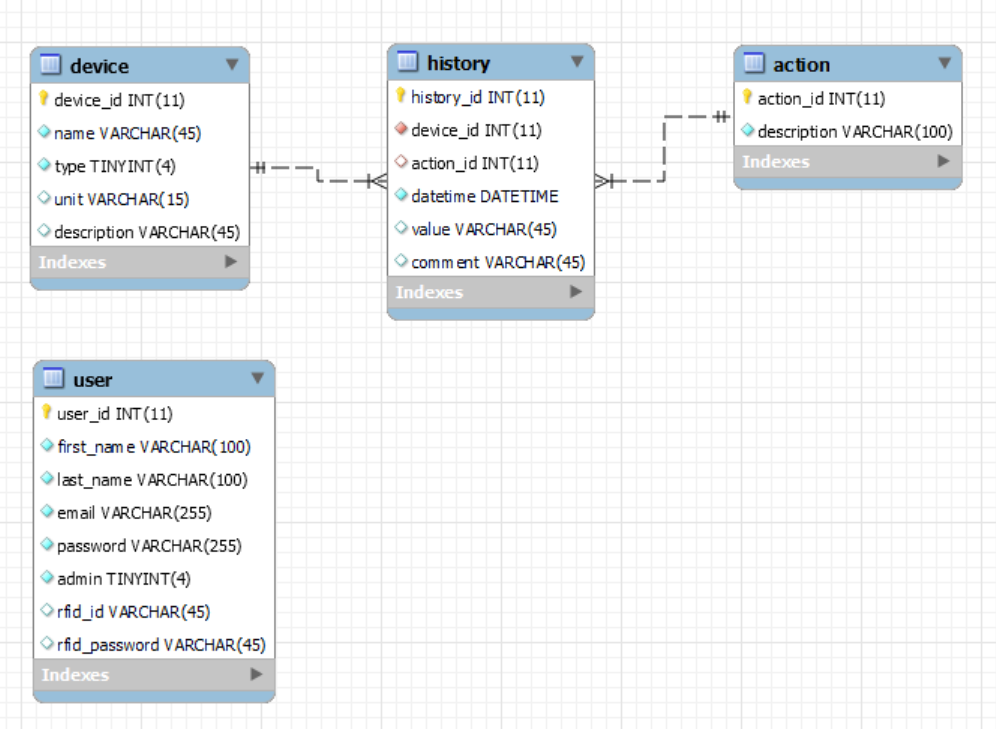 device
device_id INT(11)
name VARCHAR(45)
type TINYINT(4)
unit VARCHAR(15)
description VARCHAR(45)
Indexes
history
history_id INT(11)
device_id INT(11)
action_id INT(11)
datetime DATETIME
value VARCHAR(45)
comment VARCHAR(45)
Indexes
action
action_id INT(11)
description VARCHAR(100)
Indexes
user
user_id INT(11)
first_name VARCHAR(100)
last_name VARCHAR(100)
email VARCHAR(255)
password VARCHAR(255)
admin TINYINT(4)
rfid_id VARCHAR(45)
rfid_password VARCHAR(45)
Indexes